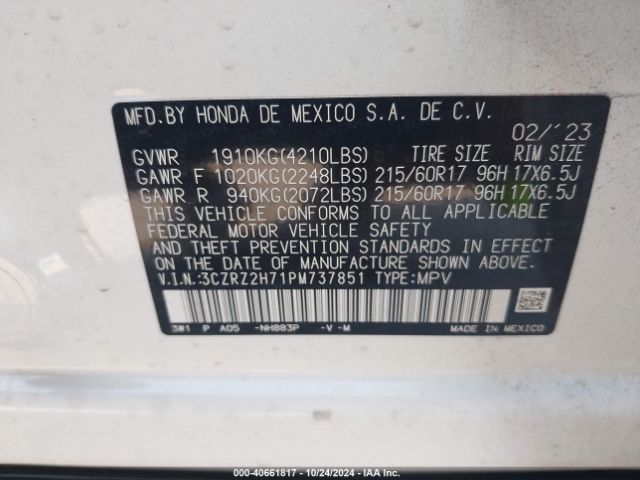 MFD.BY HONDA DE MEXICO S.A. DE C.V.
02/'23
GVWR 1910KG(4210LBS) TIRE SIZE RIM SIZE
GAWR F 1020KG(2248LBS) 215/60R17 96H 17X6.5J
GAWR R 940KG(2072LBS) 215/60R17 96H 17X6.5J
THIS VEHICLE CONFORMS TO ALL APPLICABLE
FEDERAL MOTOR VEHICLE SAFETY
AND THEFT PREVENTION STANDARDS IN EFFECT ON
THE DATE OF MANUFACTURE SHOWN ABOVE.
V.I.N.:3CZRZ2H71PM737851 TYPE:MPV
3W1 P A05 -NH883P -V -M
MADE IN MEXICO
000-40661817 - 10/24/2024 - IAA Inc.